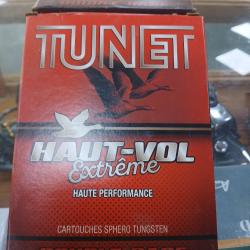 TUNET
HAUT-VOL
Extrême
HAUTE PERFORMANCE
CARTOUCHES SPHERO TUNGSTEN